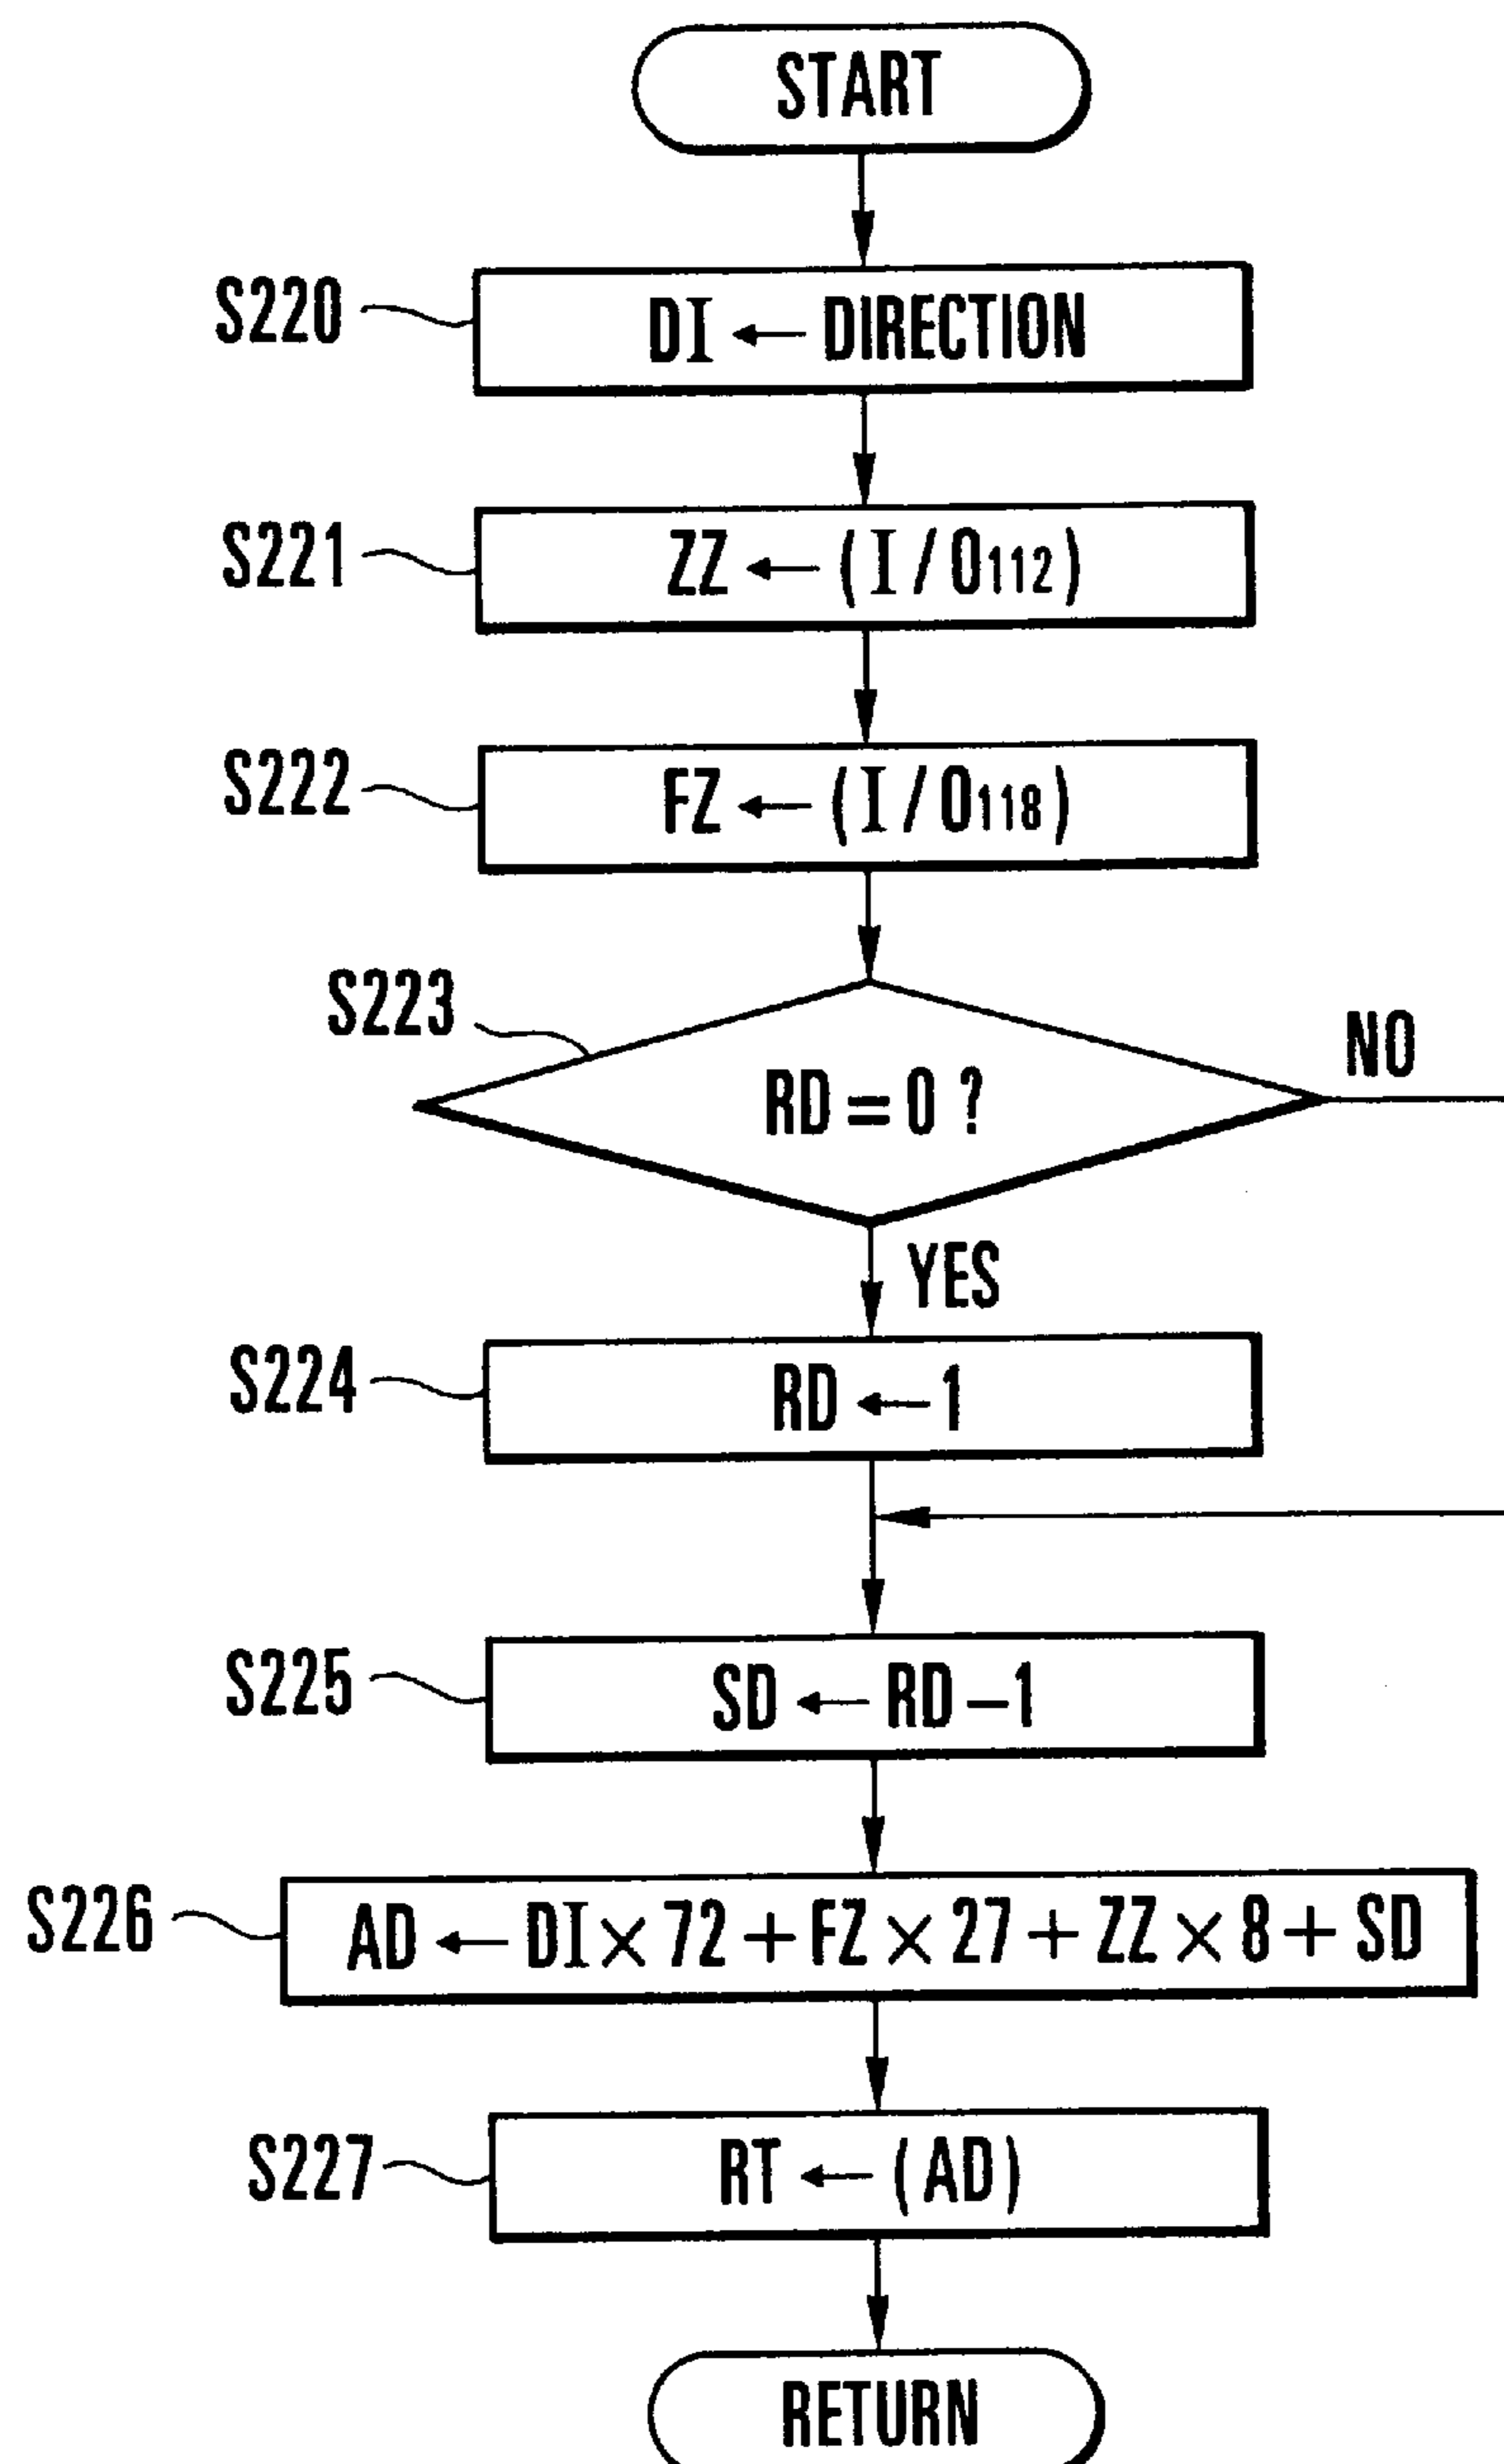 START
S220
DI ← DIRECTION
S221
ZZ ← (I/O112)
S222
FZ ← (I/O118)
S223
RD = 0 ?
NO
YES
S224
RD ← 1
S225
SD ← RD – 1
S226
AD ← DI × 72 + FZ × 27 + ZZ × 8 + SD
S227
RT ← (AD)
RETURN